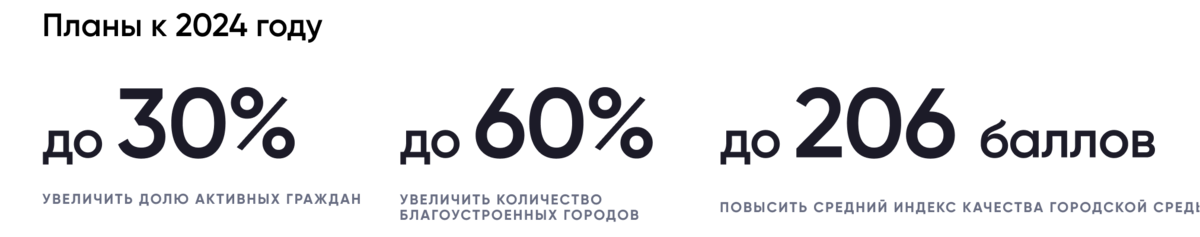 Планы к 2024 году
до 30%
до 60%
до 206 баллов
УВЕЛИЧИТЬ ДОЛЮ АКТИВНЫХ ГРАЖДАН
УВЕЛИЧИТЬ КОЛИЧЕСТВО
БЛАГОУСТРОЕННЫХ ГОРОДОВ
ПОВЫСИТЬ СРЕДНИЙ ИНДЕКС КАЧЕСТВА ГОРОДСКОЙ СРЕДЫ